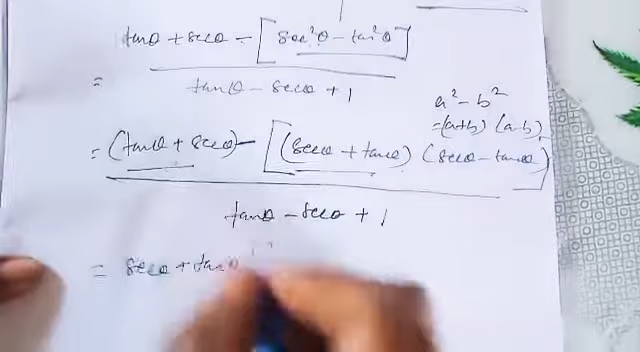 tanθ + secθ - [sec²θ - tan²θ]
=
tanθ - secθ + 1
a² - b²
= (a+b) (a-b)
= (tanθ + secθ) - [(secθ + tanθ) (secθ - tanθ)]
tanθ - secθ + 1
= secθ + tanθ